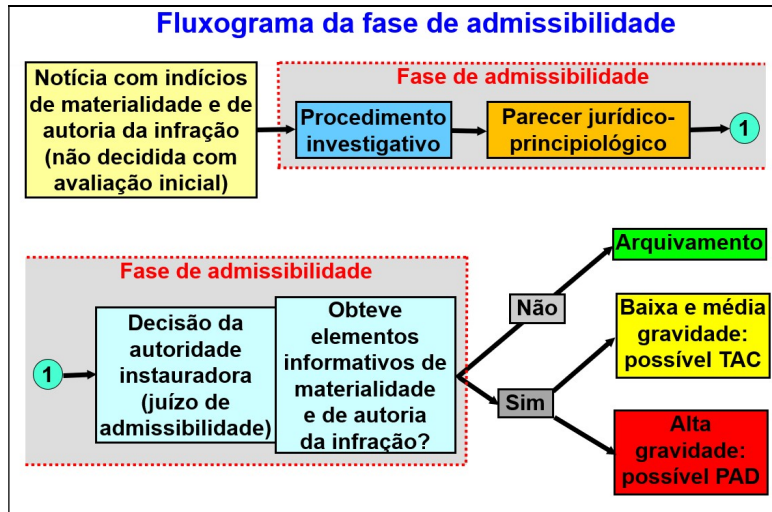 Fluxograma da fase de admissibilidade
Notícia com indícios
de materialidade e de
autoria da infração
(não decidida com
avaliação inicial)
Fase de admissibilidade
Procedimento
investigativo
Parecer jurídico-
principiológico
1
Fase de admissibilidade
1
Decisão da
autoridade
instauradora
(juízo de
admissibilidade)
Obteve
elementos
informativos de
materialidade
e de autoria
da infração?
Não
Sim
Arquivamento
Baixa e média
gravidade:
possível TAC
Alta
gravidade:
possível PAD